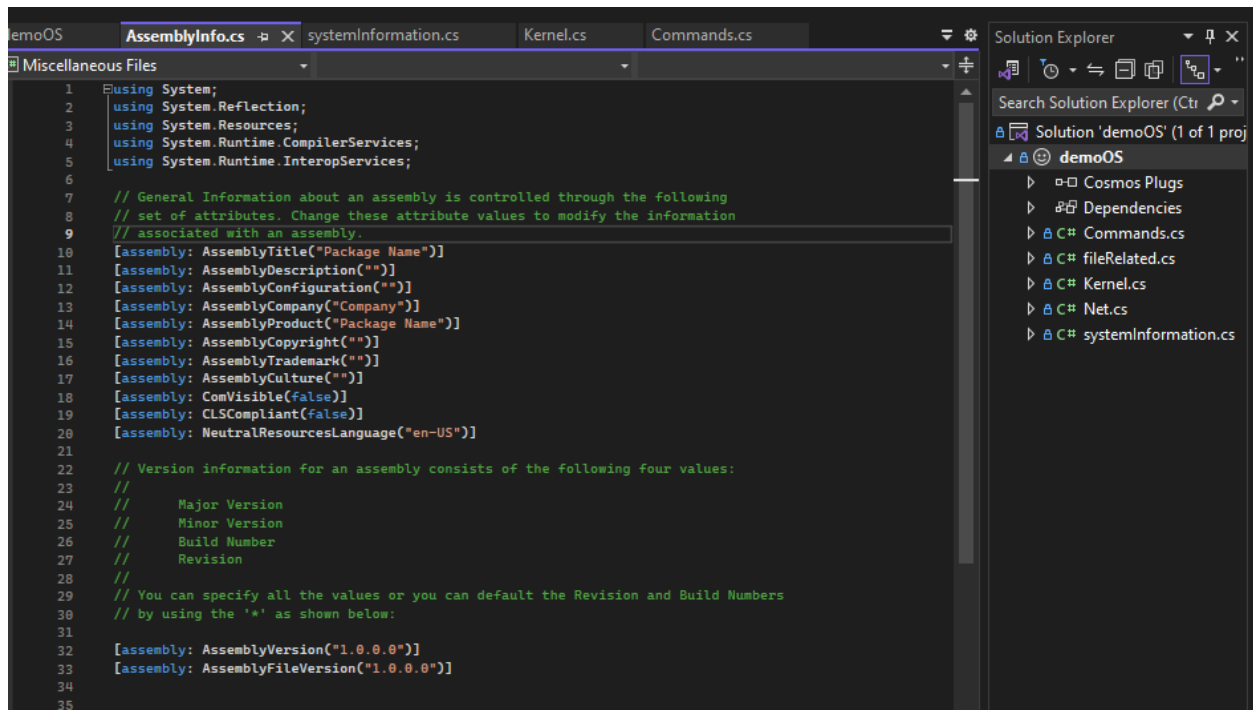 demoOS AssemblyInfo.cs systemInformation.cs Kernel.cs Commands.cs
Miscellaneous Files
1 using System;
2 using System.Reflection;
3 using System.Resources;
4 using System.Runtime.CompilerServices;
5 using System.Runtime.InteropServices;
6
7 // General Information about an assembly is controlled through the following
8 // set of attributes. Change these attribute values to modify the information
9 // associated with an assembly.
10 [assembly: AssemblyTitle("Package Name")]
11 [assembly: AssemblyDescription("")]
12 [assembly: AssemblyConfiguration("")]
13 [assembly: AssemblyCompany("Company")]
14 [assembly: AssemblyProduct("Package Name")]
15 [assembly: AssemblyCopyright("")]
16 [assembly: AssemblyTrademark("")]
17 [assembly: AssemblyCulture("")]
18 [assembly: ComVisible(false)]
19 [assembly: CLSCompliant(false)]
20 [assembly: NeutralResourcesLanguage("en-US")]
21
22 // Version information for an assembly consists of the following four values:
23 //
24 // Major Version
25 // Minor Version
26 // Build Number
27 // Revision
28 //
29 // You can specify all the values or you can default the Revision and Build Numbers
30 // by using the '*' as shown below:
31
32 [assembly: AssemblyVersion("1.0.0.0")]
33 [assembly: AssemblyFileVersion("1.0.0.0")]
34
35
Solution Explorer
Search Solution Explorer (Ctr
Solution 'demoOS' (1 of 1 proj
demoOS
Cosmos Plugs
Dependencies
C# Commands.cs
C# fileRelated.cs
C# Kernel.cs
C# Net.cs
C# systemInformation.cs